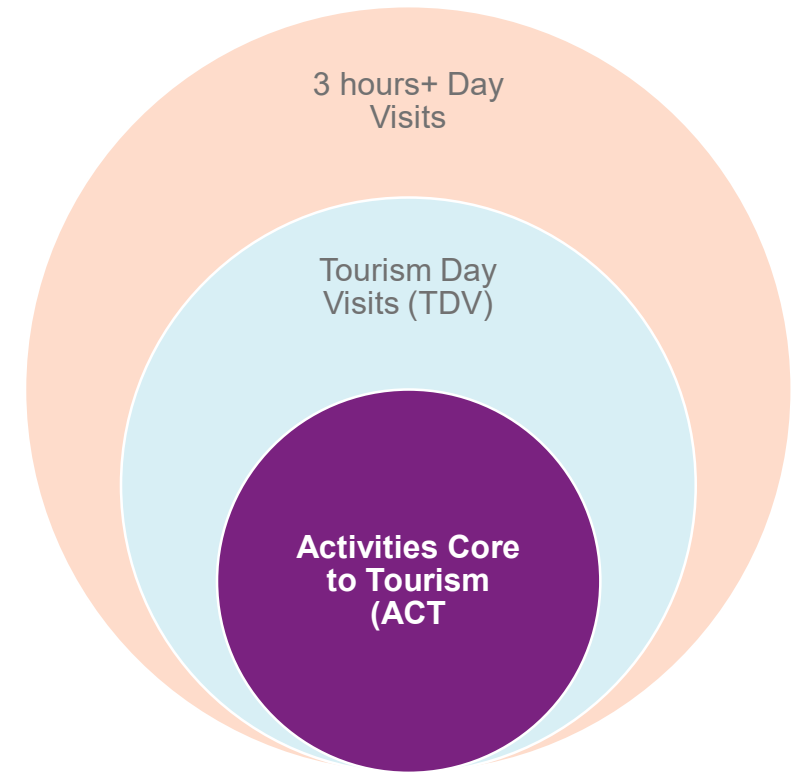 3 hours+ Day
Visits
Tourism Day
Visits (TDV)
Activities Core
to Tourism
(ACT